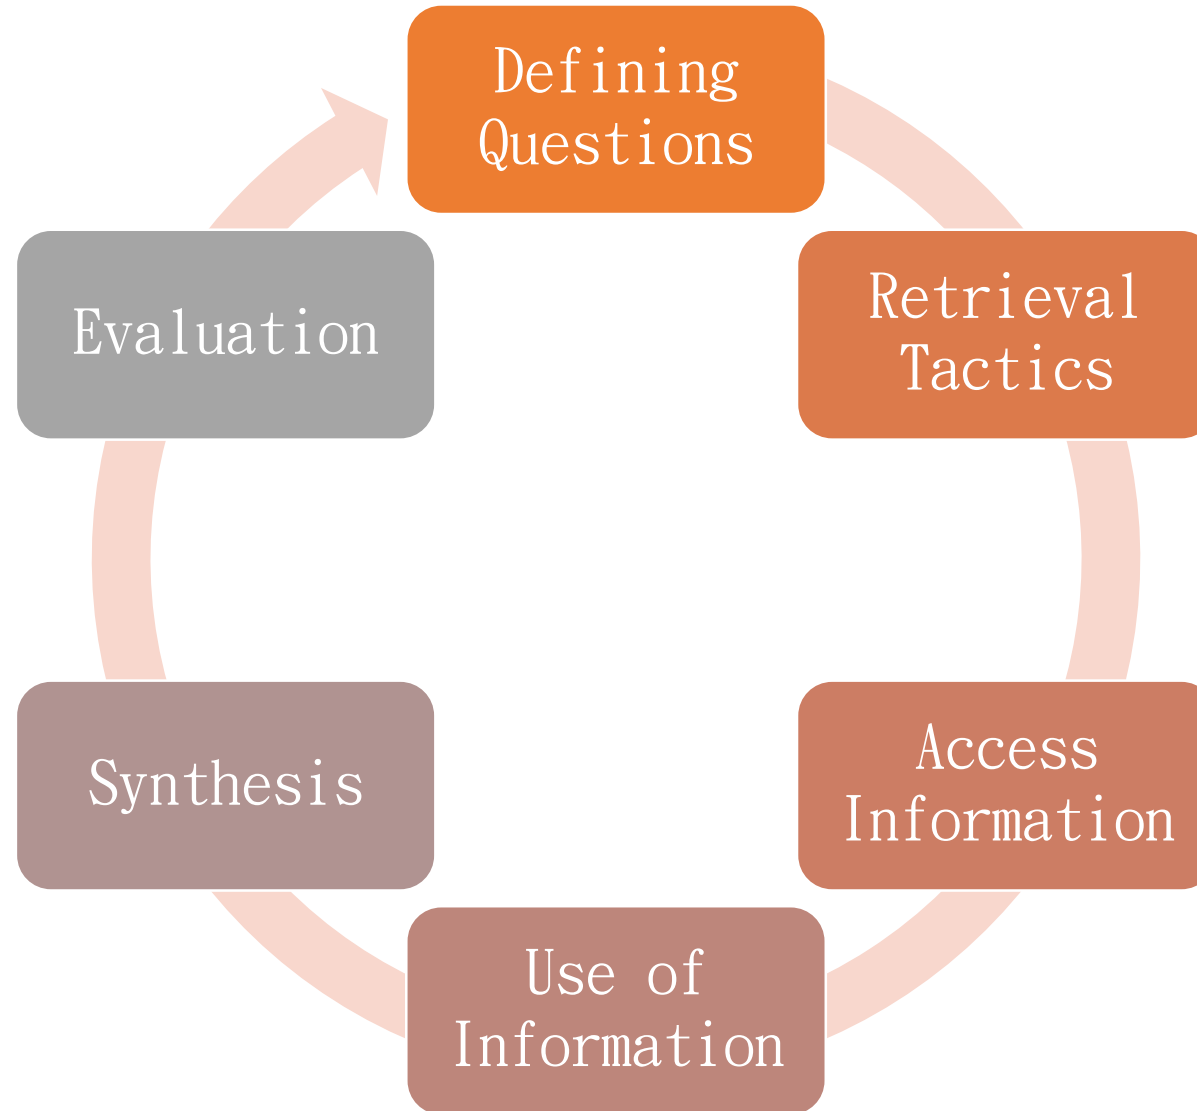 Defining
Questions
Retrieval
Tactics
Access
Information
Use of
Information
Synthesis
Evaluation